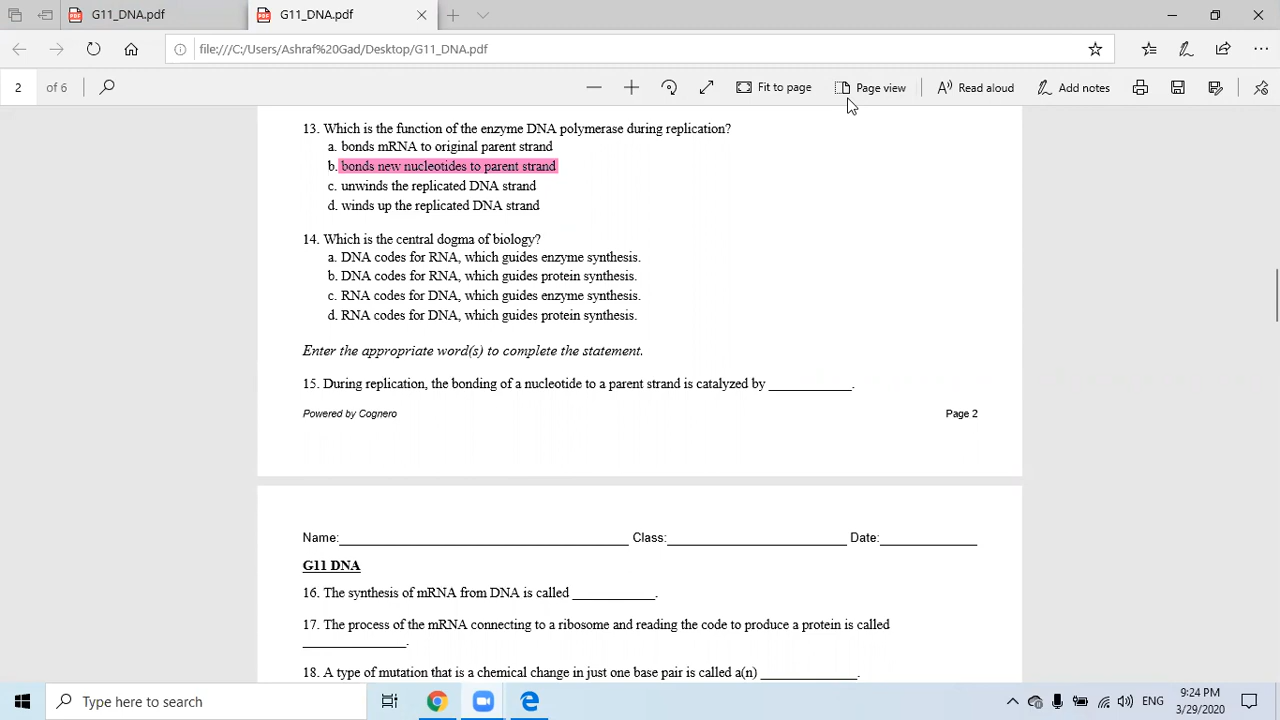 G11_DNA.pdf
G11_DNA.pdf
file:///C:/Users/Ashraf%20Gad/Desktop/G11_DNA.pdf
2 of 6
Fit to page
Page view
Read aloud
Add notes
13. Which is the function of the enzyme DNA polymerase during replication?
a. bonds mRNA to original parent strand
b. bonds new nucleotides to parent strand
c. unwinds the replicated DNA strand
d. winds up the replicated DNA strand
14. Which is the central dogma of biology?
a. DNA codes for RNA, which guides enzyme synthesis.
b. DNA codes for RNA, which guides protein synthesis.
c. RNA codes for DNA, which guides enzyme synthesis.
d. RNA codes for DNA, which guides protein synthesis.
Enter the appropriate word(s) to complete the statement.
15. During replication, the bonding of a nucleotide to a parent strand is catalyzed by ____________.
Powered by Cognero Page 2
Name: Class: Date:
G11 DNA
16. The synthesis of mRNA from DNA is called ____________.
17. The process of the mRNA connecting to a ribosome and reading the code to produce a protein is called
_______________.
18. A type of mutation that is a chemical change in just one base pair is called a(n) ______________.
Type here to search
ENG
9:24 PM
3/29/2020